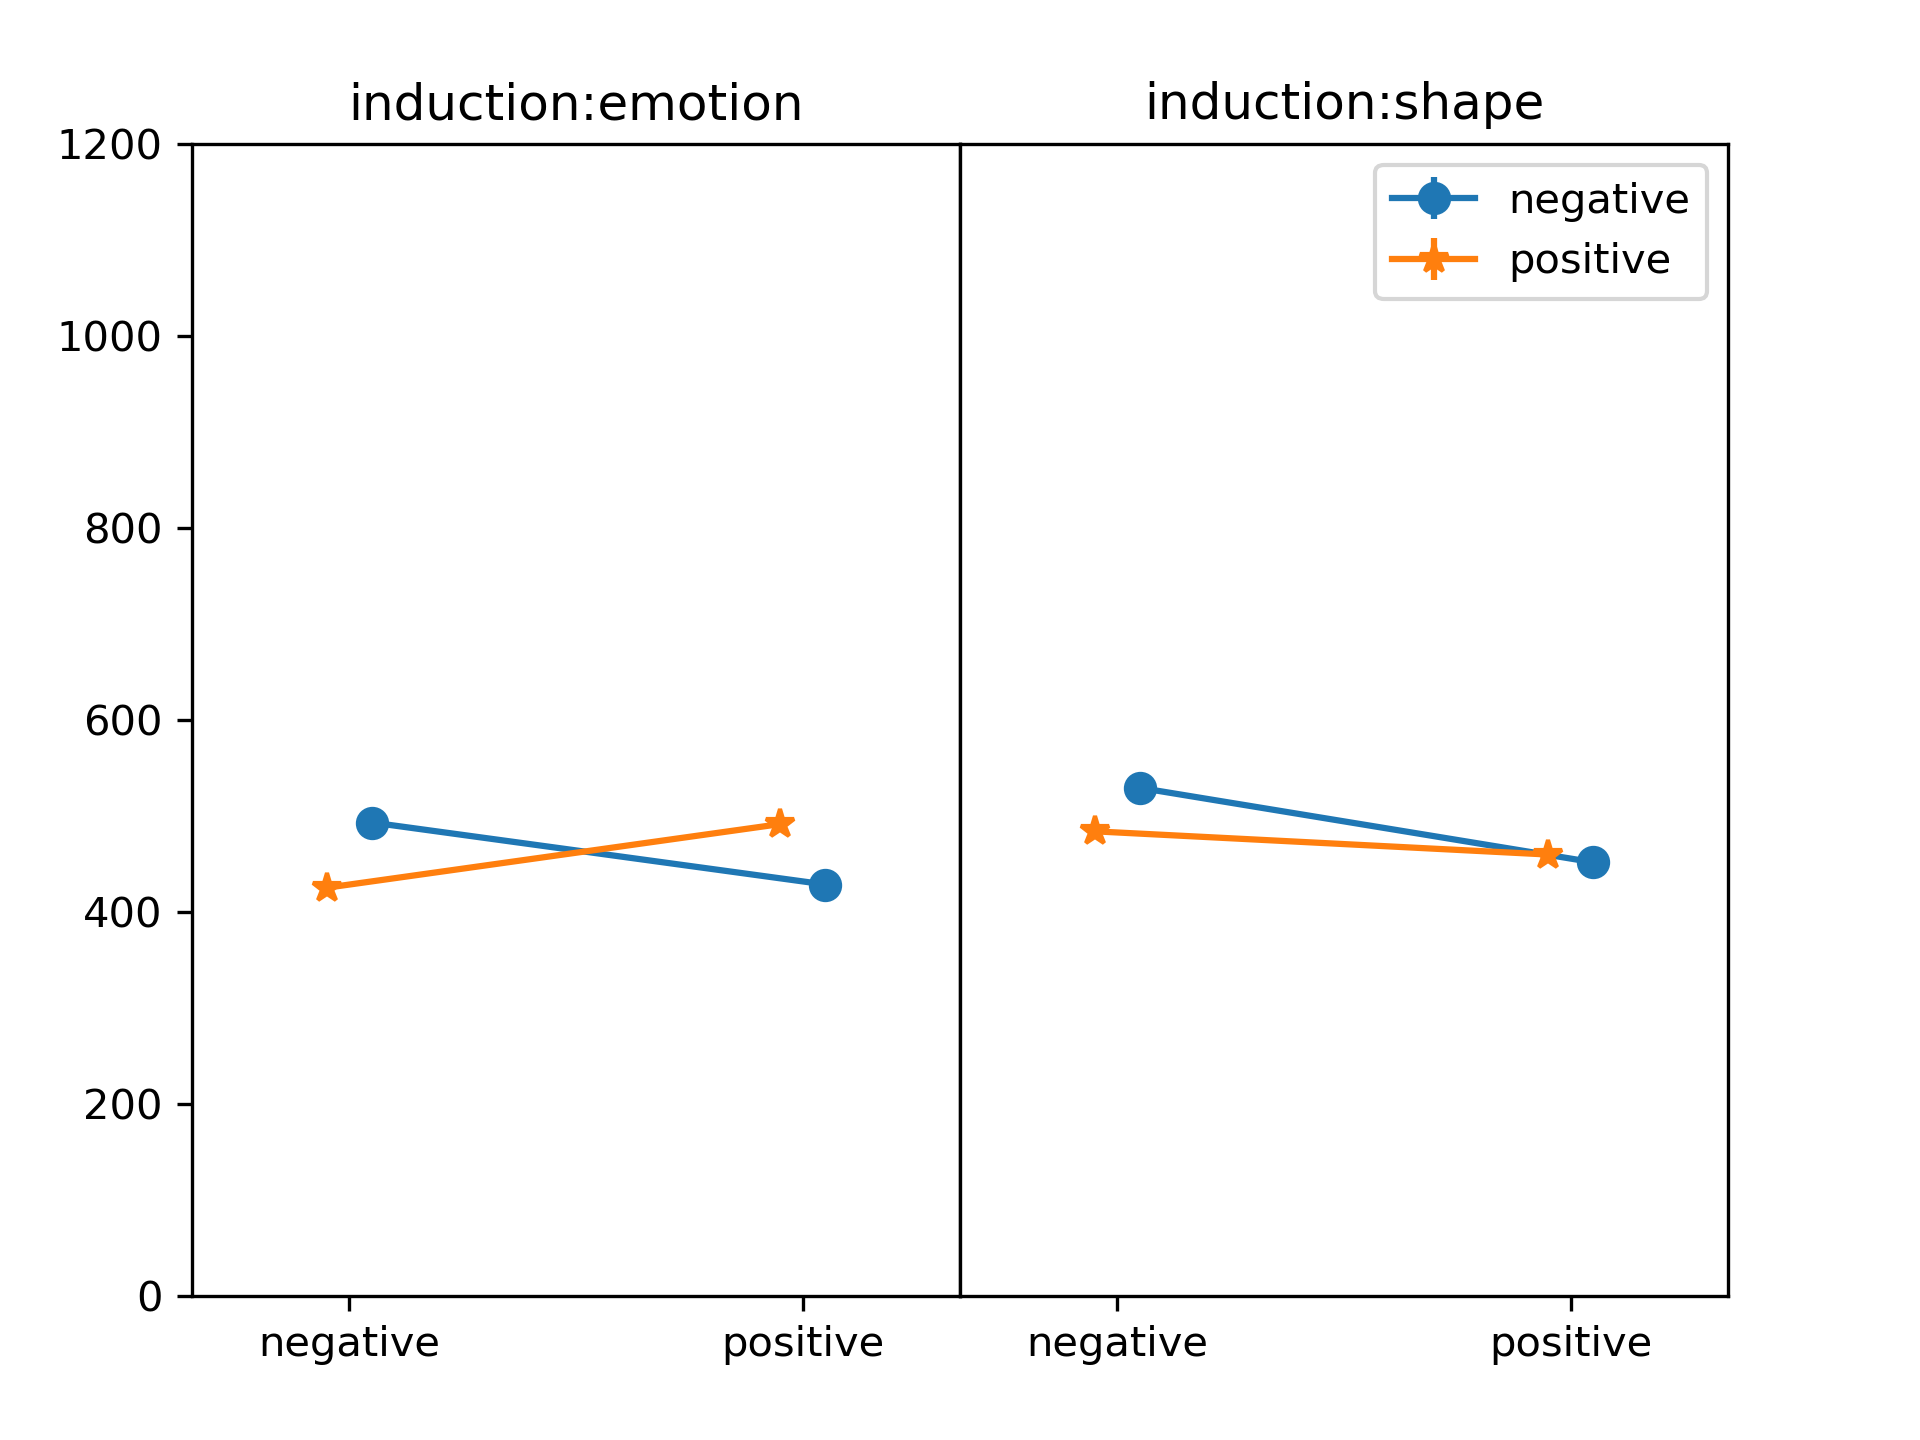 induction:emotion
induction:shape
1200
1000
800
600
400
200
0
negative
positive
negative
positive
negative
positive